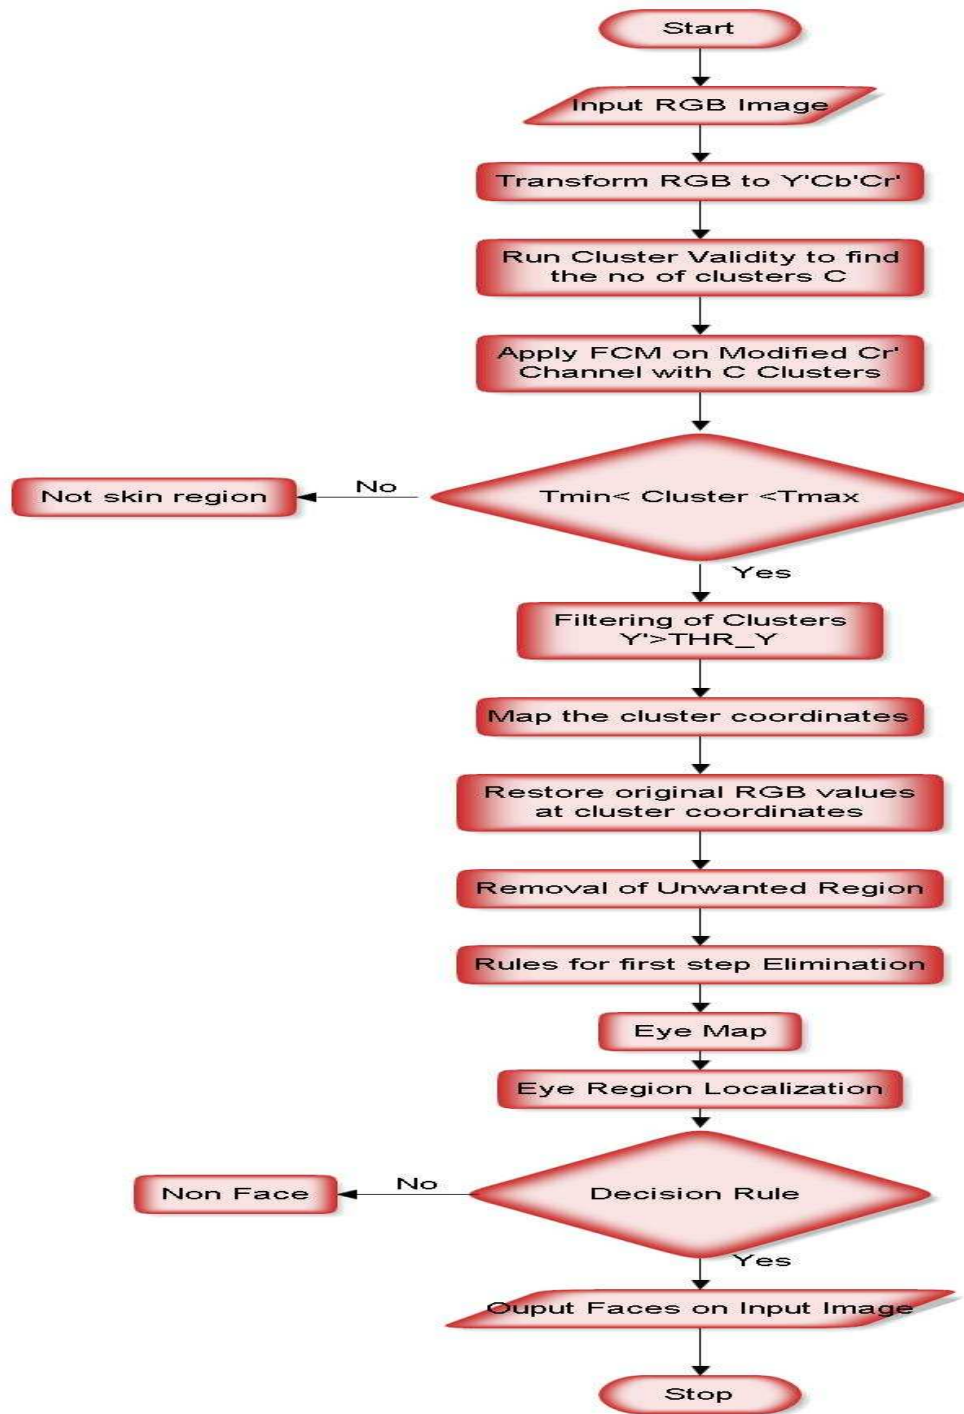 Start
Input RGB Image
Transform RGB to Y'Cb'Cr'
Run Cluster Validity to find
the no of clusters C
Apply FCM on Modified Cr'
Channel with C Clusters
Tmin< Cluster <Tmax
No
Not skin region
Yes
Filtering of Clusters
Y'>THR_Y
Map the cluster coordinates
Restore original RGB values
at cluster coordinates
Removal of Unwanted Region
Rules for first step Elimination
Eye Map
Eye Region Localization
Decision Rule
No
Non Face
Yes
Ouput Faces on Input Image
Stop